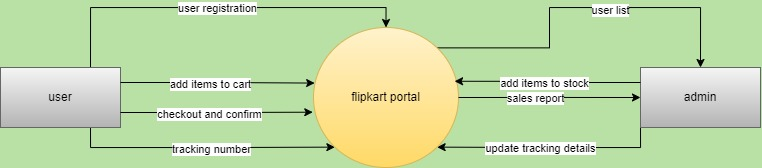 user registration
user list
add items to cart
add items to stock
user
flipkart portal
sales report
admin
checkout and confirm
tracking number
update tracking details